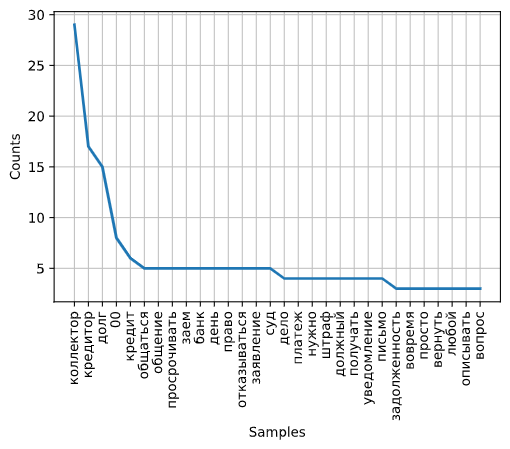 30
25
20
15
10
5
Counts
коллектор
кредитор
долг
00
кредит
общаться
общение
просрочивать
заем
банк
день
право
отказываться
заявление
суд
дело
платеж
нужно
штраф
должный
получать
уведомление
письмо
задолженность
вовремя
просто
вернуть
любой
описывать
вопрос
Samples